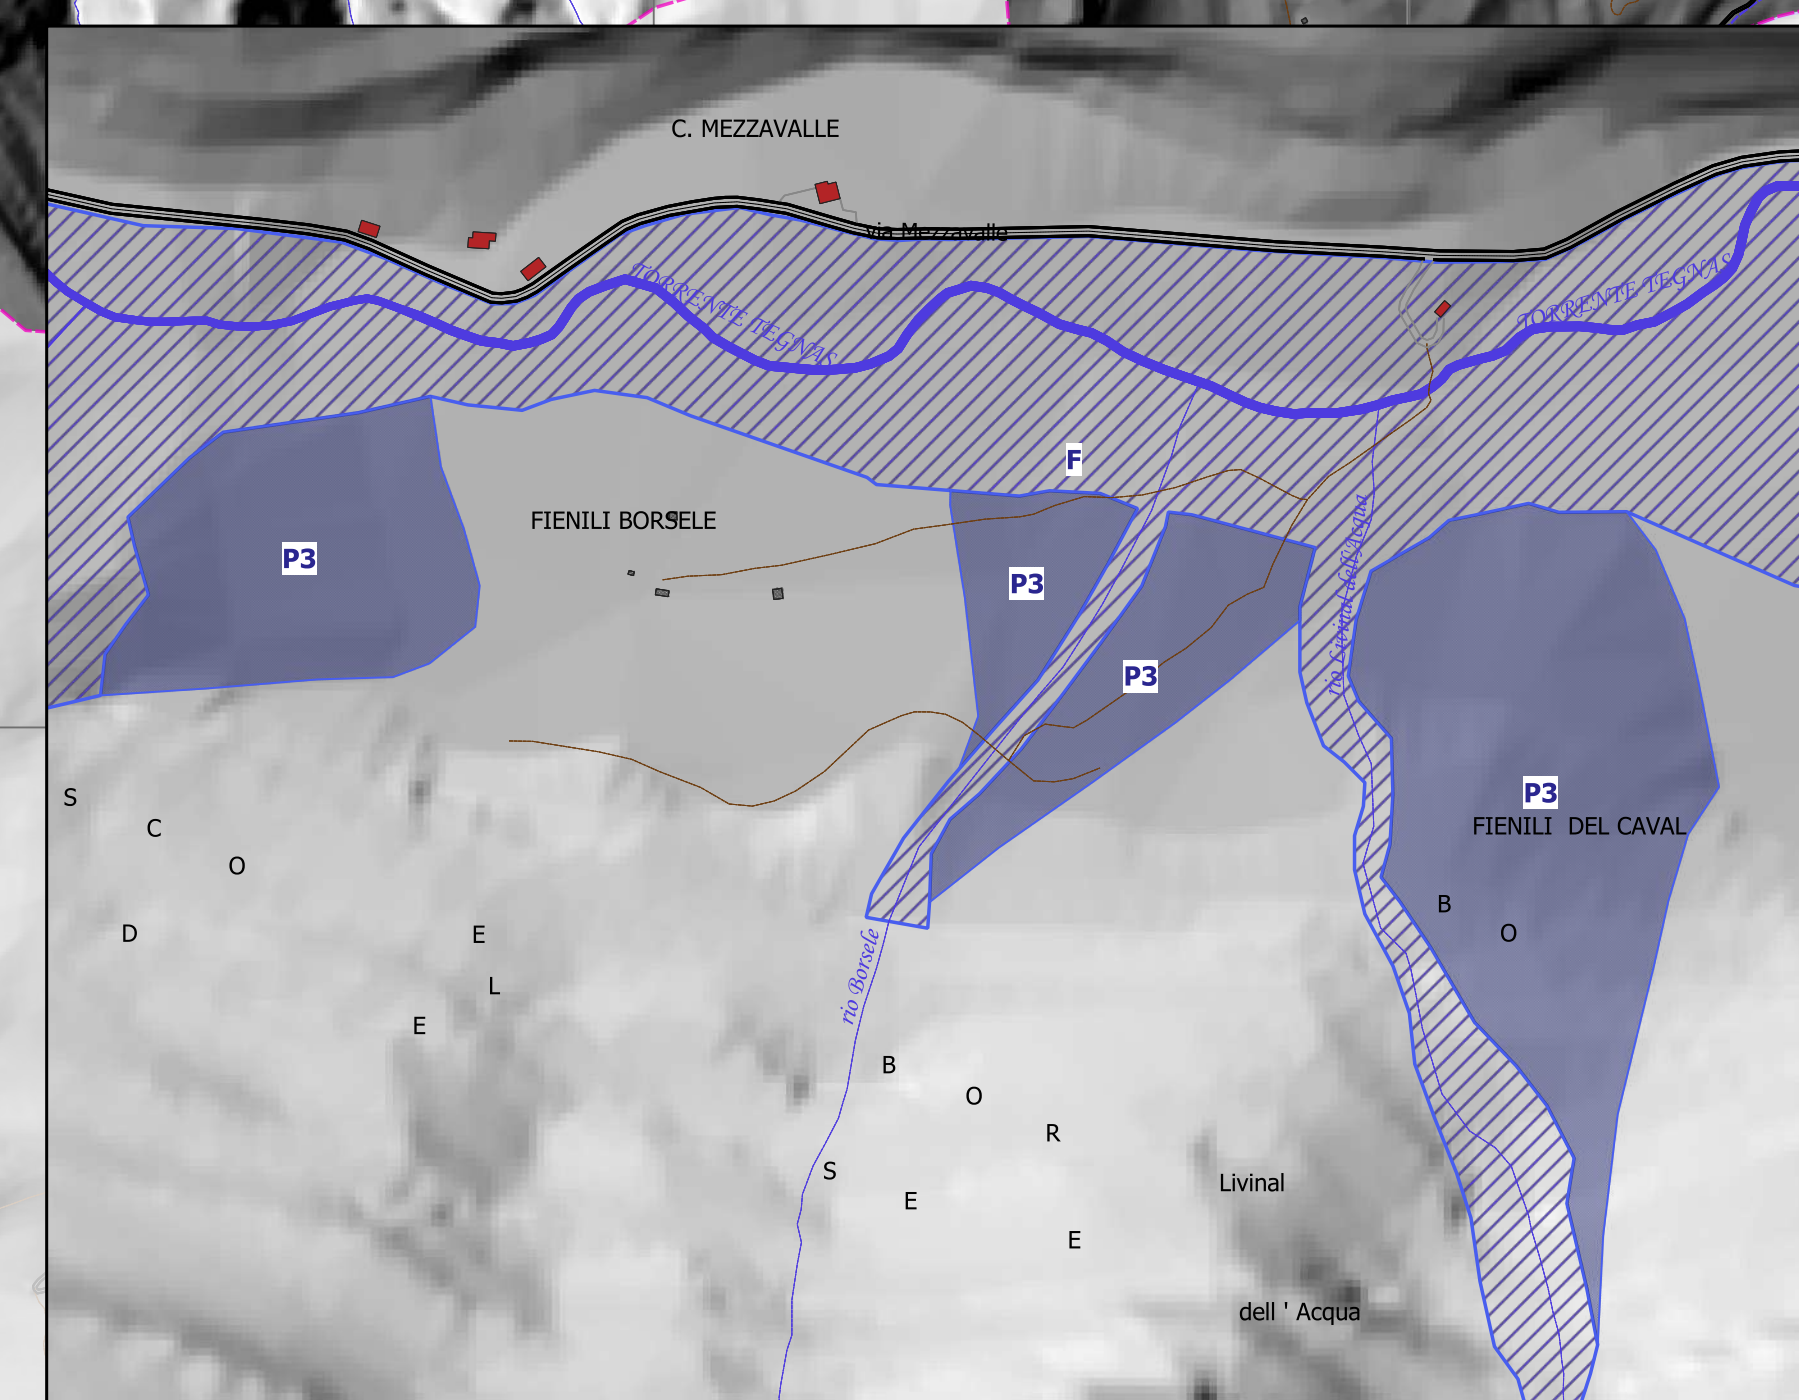 C. MEZZAVALLE
via Mezzavalle
TORRENTE TEGNAS
TORRENTE TEGNAS
F
FIENILI BORSELE
P3
P3
P3
rio Livinal dell'Acqua
P3
FIENILI DEL CAVAL
S
C
O
D
E
L
E
B
O
rio Borsele
B
O
R
S
E
E
Livinal
dell ' Acqua